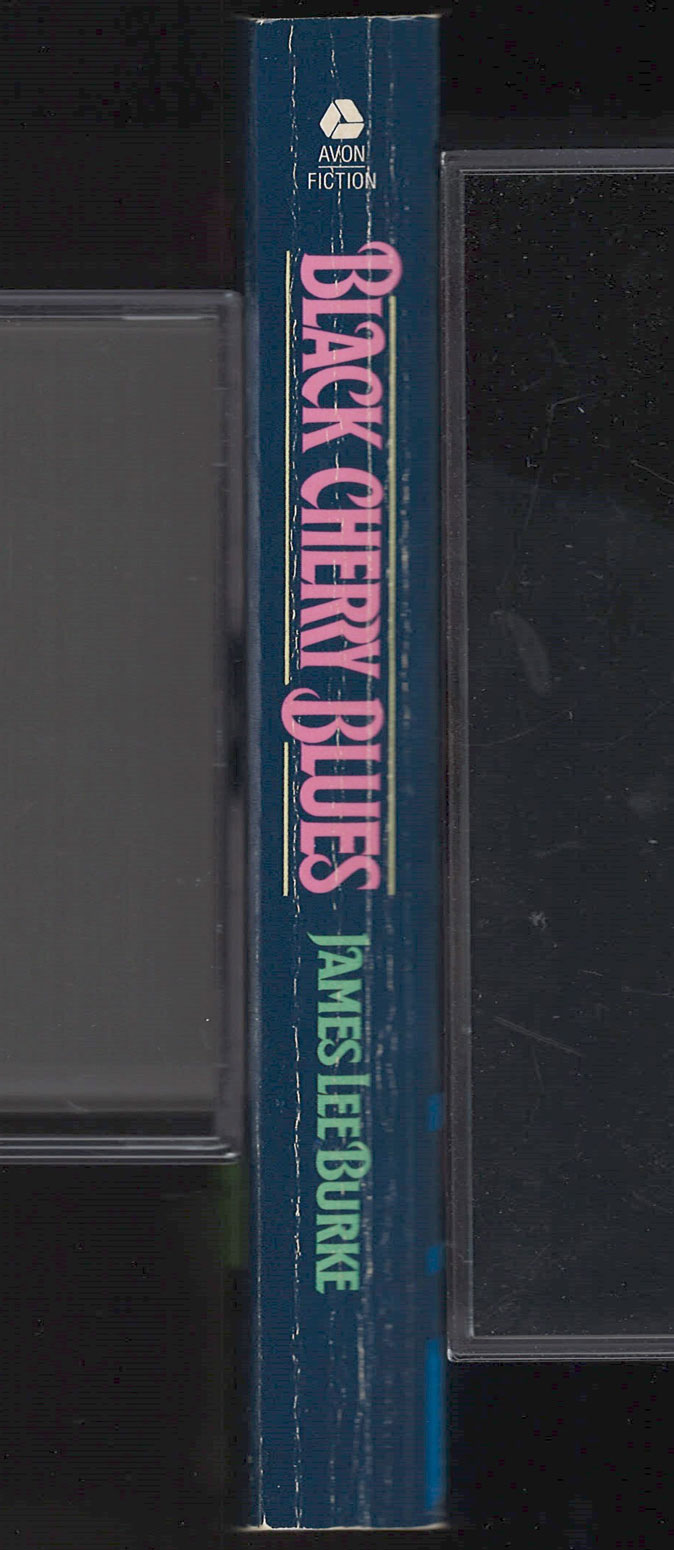 AVON
FICTION
BLACK CHERRY BLUES
JAMES LEE BURKE